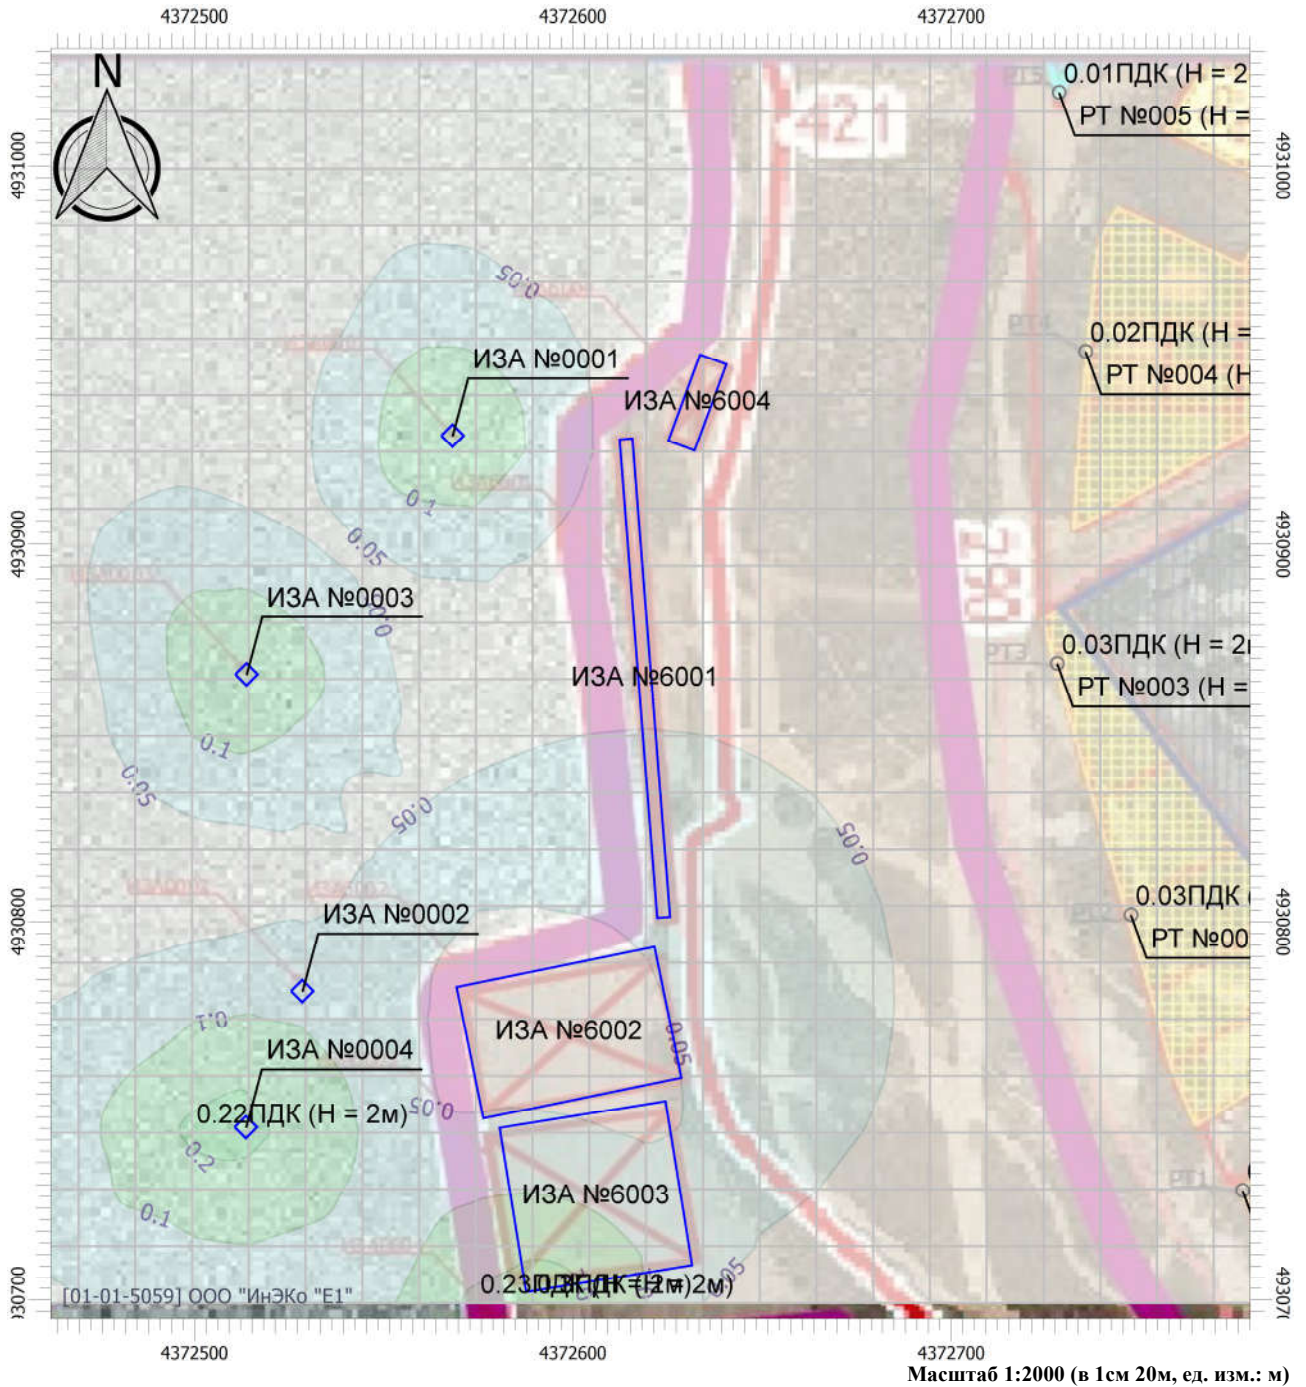 4372500 4372600 4372700
N
4931000
4931000
421
0.01ПДК (Н = 2
РТ №005 (Н =
0.05
0.02ПДК (Н =
РТ4
РТ №004 (Н
ИЗА №0001
ИЗА №6004
0.1
0.05
4930900
4930900
ИЗА №0003
0.03ПДК (Н = 2
РТ3
РТ №003 (Н =
ИЗА №6001
0.1
0.05
0.05
0.05
ИЗА №0002
0.03ПДК (
РТ2
РТ №00
4930800
4930800
0.1
ИЗА №6002
0.05
ИЗА №0004
0.22ПДК (Н = 2м)
0.05
0.2
ИЗА №6003
РТ1
0.1
0.05
[01-01-5059] ООО "ИнЭКо "Е1"
4372500 4372600 4372700
Масштаб 1:2000 (в 1см 20м, ед. изм.: м)